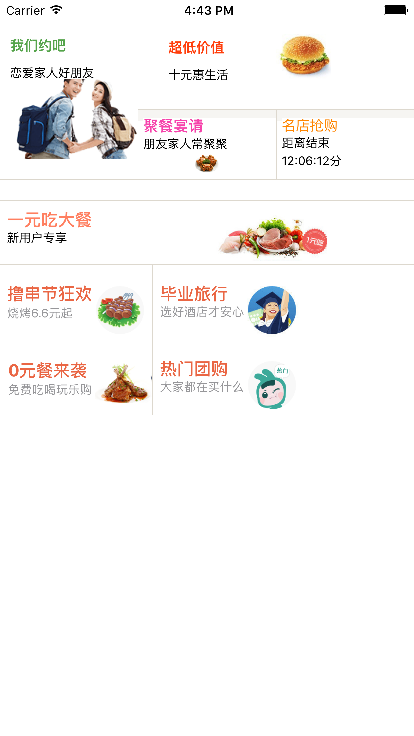 Carrier
4:43 PM
我们约吧
恋爱家人好朋友
超低价值
十元惠生活
聚餐宴请
朋友家人常聚聚
名店抢购
距离结束
12:06:12分
一元吃大餐
新用户专享
1元吃
撸串节狂欢
烧烤6.6元起
毕业旅行
选好酒店才安心
0元餐来袭
免费吃喝玩乐购
热门团购
大家都在买什么
热门